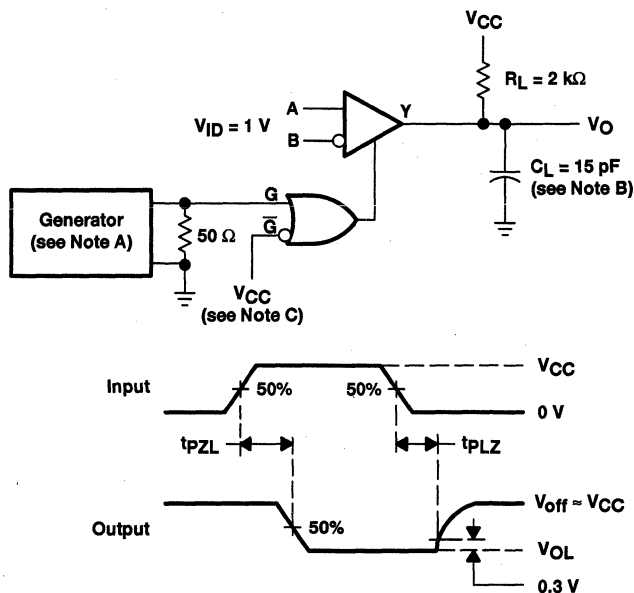 VCC
RL = 2 kΩ
A
Y
VID = 1 V
B
VO
CL = 15 pF
(see Note B)
Generator
(see Note A)
G
G̅
50 Ω
VCC
(see Note C)
VCC
Input
50%
50%
0 V
tPZL
tPLZ
Voff ≈ VCC
Output
50%
VOL
0.3 V